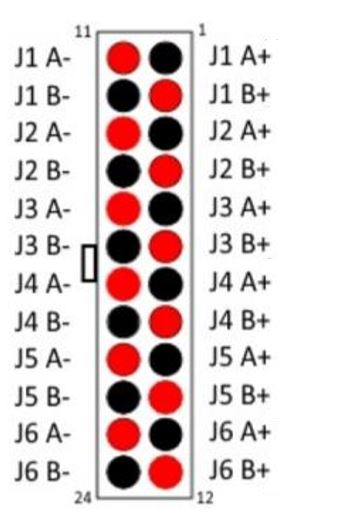 11 1
J1 A- J1 A+
J1 B- J1 B+
J2 A- J2 A+
J2 B- J2 B+
J3 A- J3 A+
J3 B- J3 B+
J4 A- J4 A+
J4 B- J4 B+
J5 A- J5 A+
J5 B- J5 B+
J6 A- J6 A+
J6 B- J6 B+
24 12